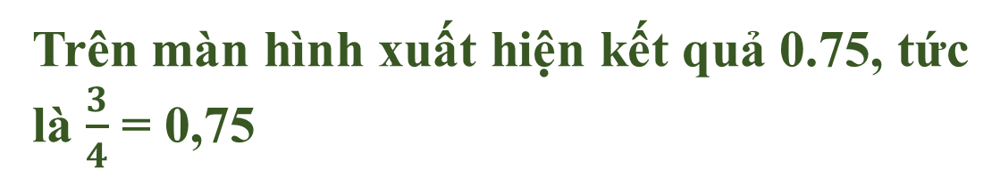 Trên màn hình xuất hiện kết quả 0.75, tức
là 3/4 = 0,75